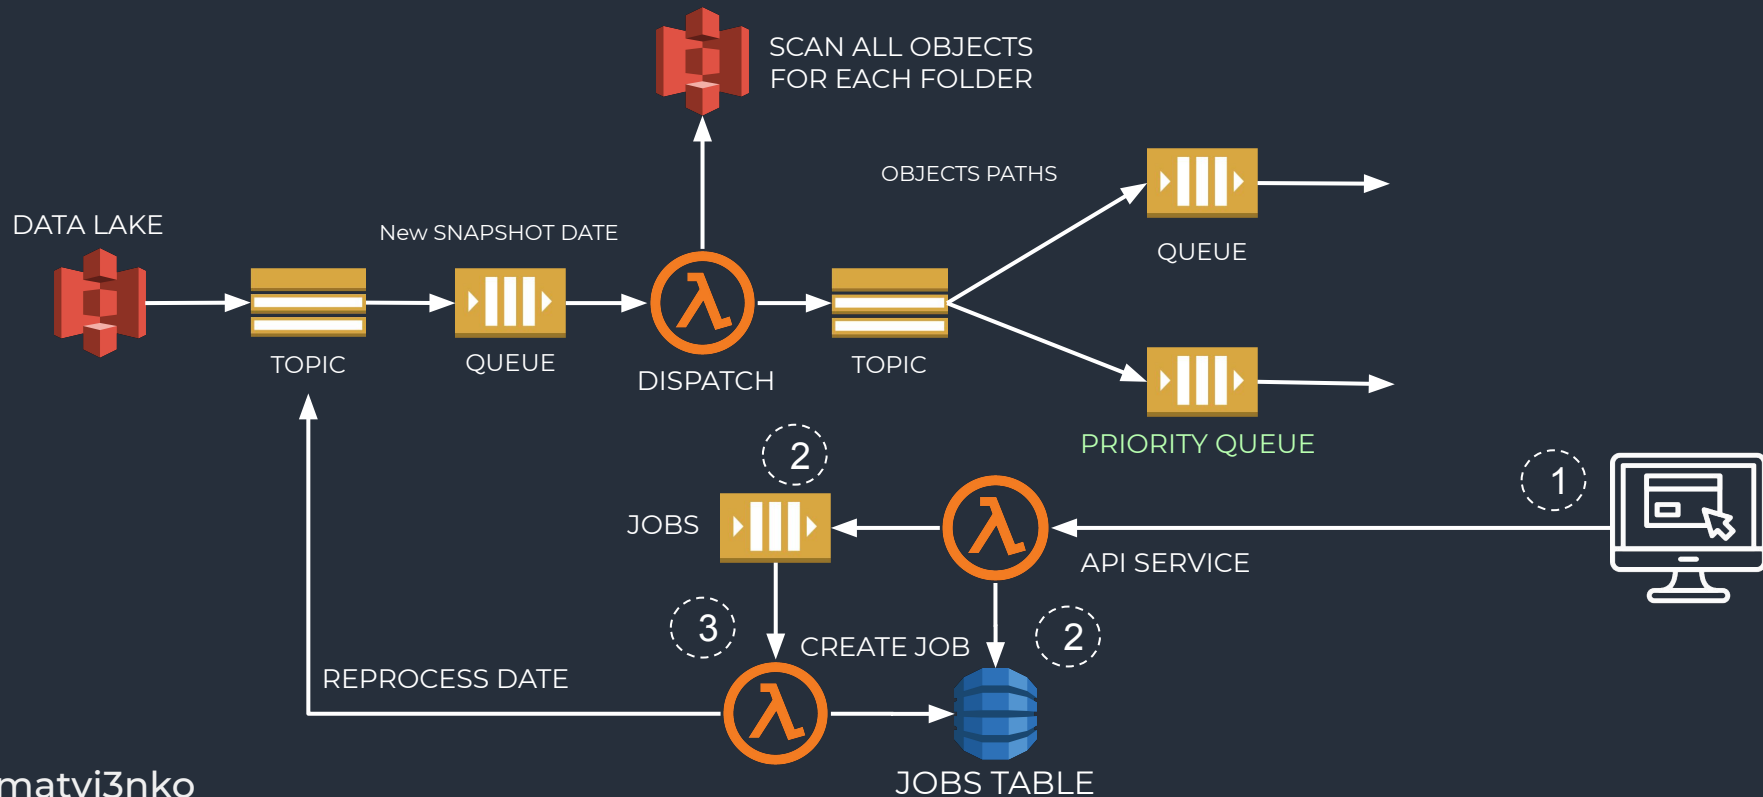 SCAN ALL OBJECTS
FOR EACH FOLDER
OBJECTS PATHS
DATA LAKE
New SNAPSHOT DATE
QUEUE
TOPIC
QUEUE
DISPATCH
TOPIC
PRIORITY QUEUE
2
1
JOBS
API SERVICE
3
CREATE JOB
2
REPROCESS DATE
JOBS TABLE
matvi3nko